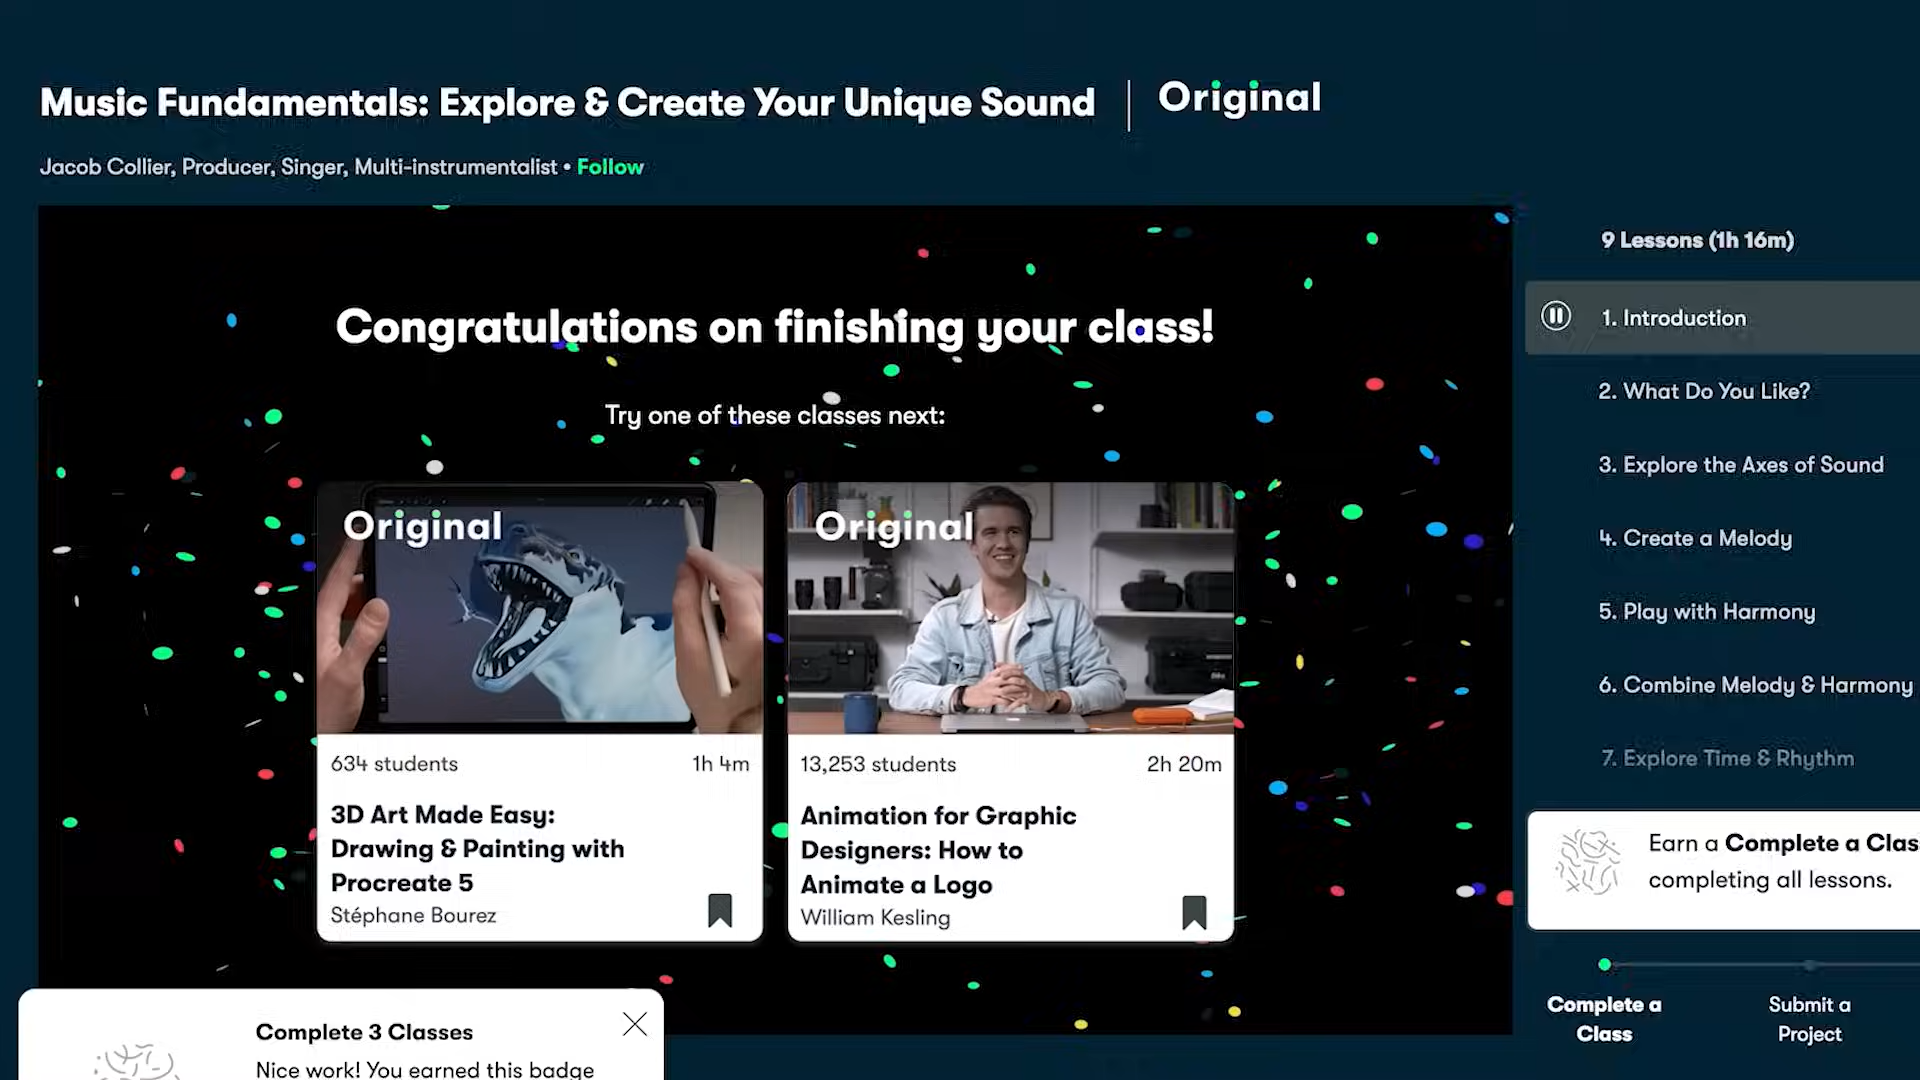 Music Fundamentals: Explore & Create Your Unique Sound
Original
Jacob Collier, Producer, Singer, Multi-instrumentalist • Follow
Congratulations on finishing your class!
Try one of these classes next:
Original
634 students
1h 4m
3D Art Made Easy:
Drawing & Painting with
Procreate 5
Stéphane Bourez
Original
13,253 students
2h 20m
Animation for Graphic
Designers: How to
Animate a Logo
William Kesling
9 Lessons (1h 16m)
1. Introduction
2. What Do You Like?
3. Explore the Axes of Sound
4. Create a Melody
5. Play with Harmony
6. Combine Melody & Harmony
7. Explore Time & Rhythm
Earn a Complete a Clas
completing all lessons.
Complete a
Class
Submit a
Project
Complete 3 Classes
Nice work! You earned this badge